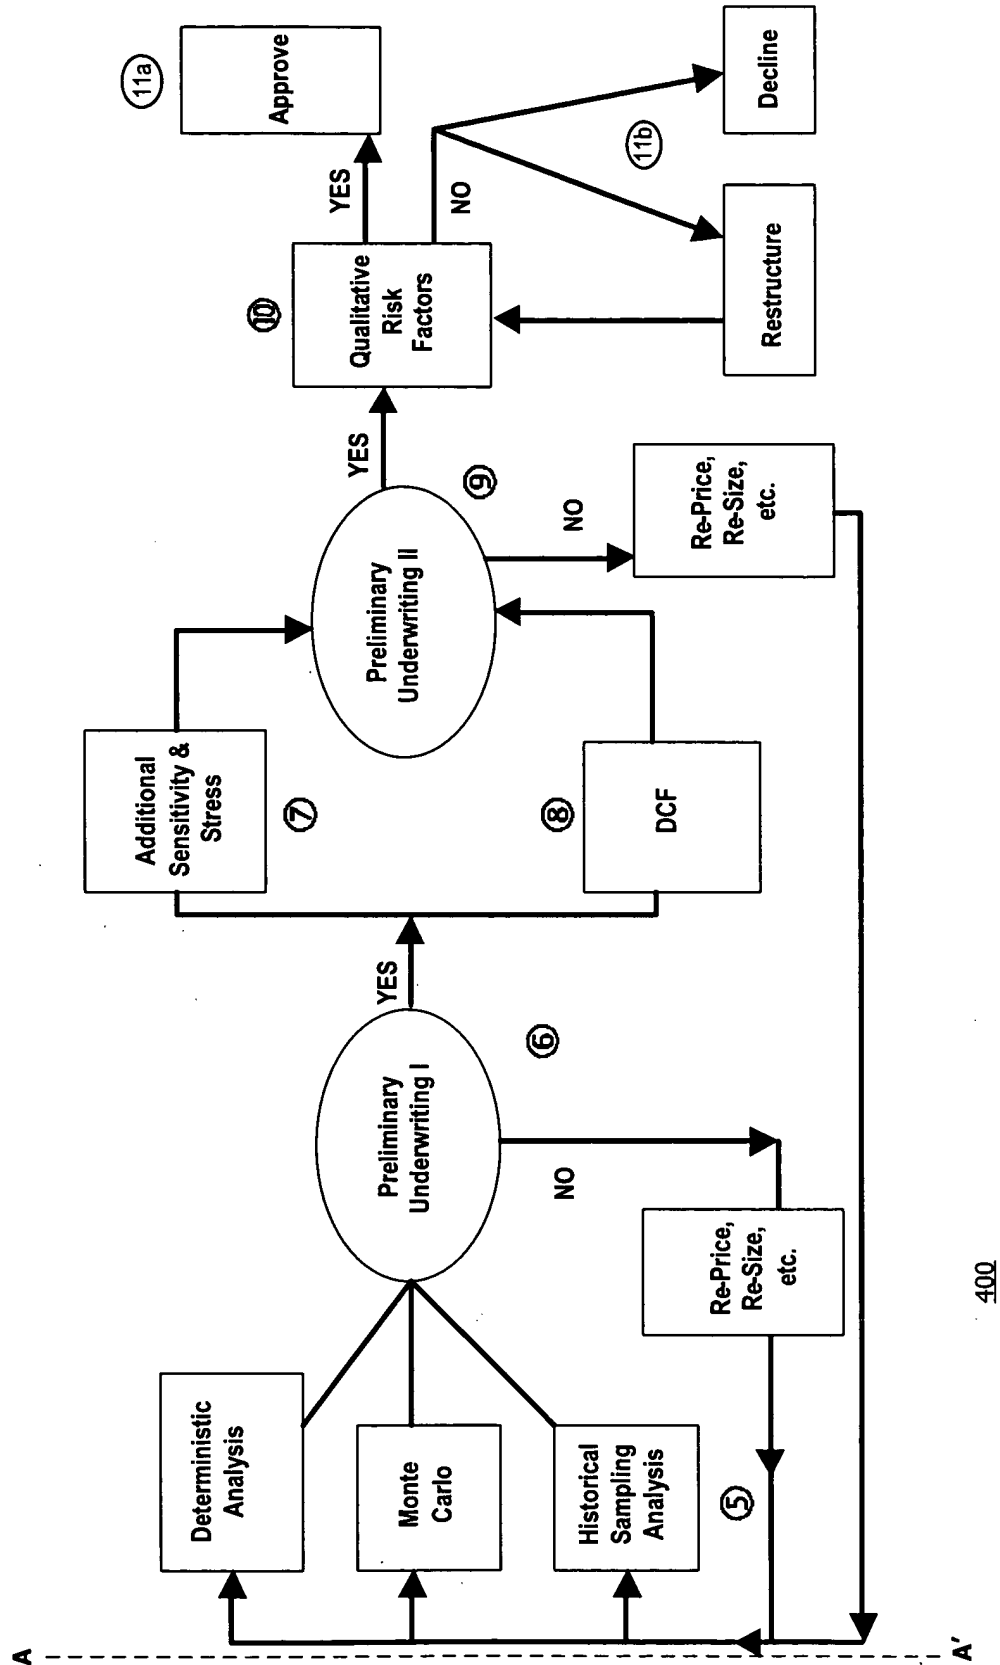 A
Deterministic
Analysis
Monte
Carlo
Historical
Sampling
Analysis
⑤
Preliminary
Underwriting I
⑥
YES
NO
Re-Price,
Re-Size,
etc.
Additional
Sensitivity &
Stress
⑦
⑧
DCF
Preliminary
Underwriting II
⑨
YES
NO
Re-Price,
Re-Size,
etc.
⑩
Qualitative
Risk
Factors
YES
NO
11a
Approve
11b
Restructure
Decline
A'
400